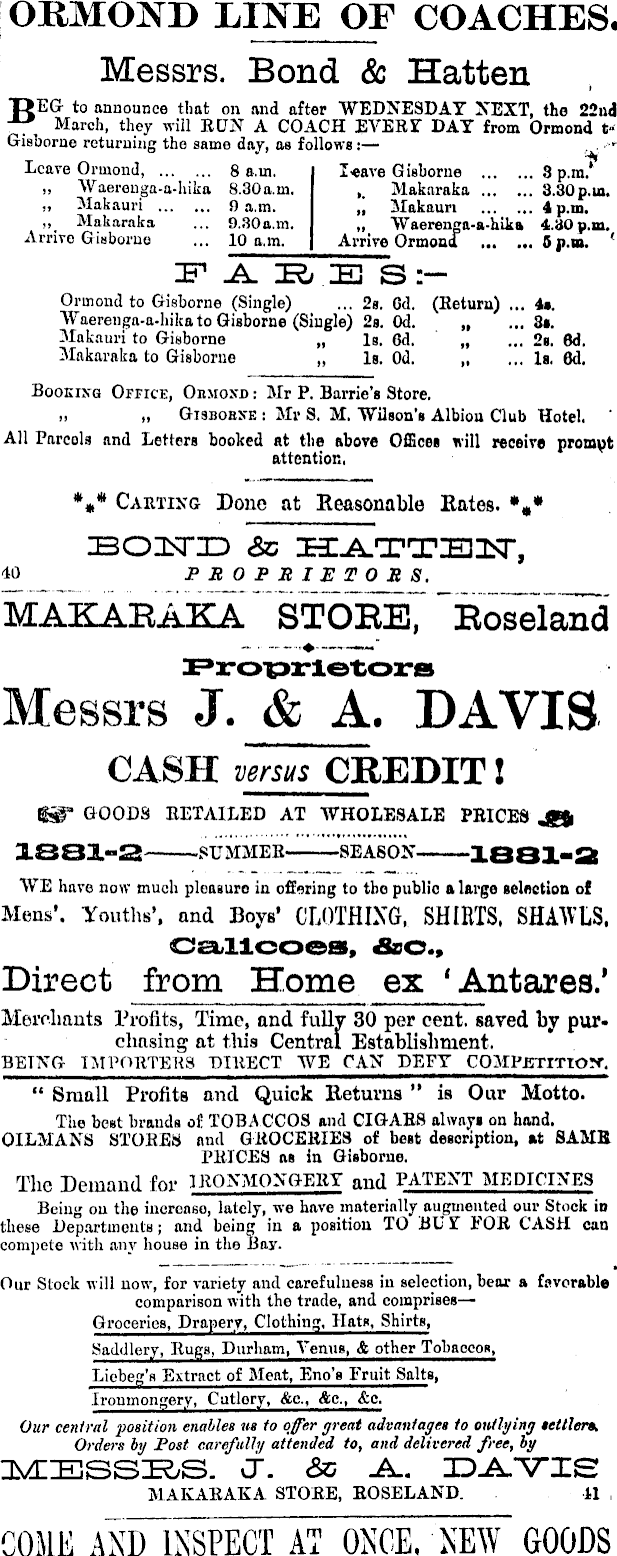 ORMOND LINE OF COACHES.
Messrs. Bond & Hatten
BEG to announce that on and after WEDNESDAY NEXT, the 22nd
March, they will RUN A COACH EVERY DAY from Ormond to
Gisborne returning the same day, as follows:—
Leave Ormond, ... ... 8 a.m.
„ Waerenga-a-hika 8.30a.m.
„ Makauri ... ... 9 a.m.
„ Makaraka ... 9.30a.m.
Arrive Gisborne ... 10 a.m.
Leave Gisborne ... ... 3 p.m.
„ Makaraka ... ... 3.30 p.m.
„ Makauri ... ... 4 p.m.
„ Waerenga-a-hika 4.30 p.m.
Arrive Ormond ... ... 5 p.m.
FARES:—
Ormond to Gisborne (Single) ... 2s. 6d. (Return) ... 4s.
Waerenga-a-hika to Gisborne (Single) 2s. 0d. „ ... 3s.
Makauri to Gisborne „ 1s. 6d. „ ... 2s. 6d.
Makaraka to Gisborne „ 1s. 0d. „ ... 1s. 6d.
BOOKING OFFICE, ORMOND: Mr P. Barrie's Store.
„ „ GISBORNE: Mr S. M. Wilson's Albion Club Hotel.
All Parcels and Letters booked at the above Offices will receive prompt
attention.
*** CARTING Done at Reasonable Rates. ***
BOND & HATTEN,
40 PROPRIETORS.
MAKARAKA STORE, Roseland
Proprietors
Messrs J. & A. DAVIS
CASH versus CREDIT!
☞ GOODS RETAILED AT WHOLESALE PRICES ☜
1881-2——SUMMER——SEASON——1881-2
WE have now much pleasure in offering to the public a large selection of
Mens'. Youths', and Boys' CLOTHING, SHIRTS, SHAWLS,
Calicoes, &c.,
Direct from Home ex 'Antares.'
Merchants Profits, Time, and fully 30 per cent. saved by pur-
chasing at this Central Establishment.
BEING IMPORTERS DIRECT WE CAN DEFY COMPETITION.
"Small Profits and Quick Returns" is Our Motto.
The best brands of TOBACCOS and CIGARS always on hand.
OILMANS STORES and GROCERIES of best description, at SAME
PRICES as in Gisborne.
The Demand for IRONMONGERY and PATENT MEDICINES
Being on the increase, lately, we have materially augmented our Stock in
these Departments; and being in a position TO BUY FOR CASH can
compete with any house in the Bay.
Our Stock will now, for variety and carefulness in selection, bear a favorable
comparison with the trade, and comprises—
Groceries, Drapery, Clothing, Hats, Shirts,
Saddlery, Rugs, Durham, Venus, & other Tobaccos,
Liebeg's Extract of Meat, Eno's Fruit Salts,
Ironmongery, Cutlery, &c., &c., &c.
Our central position enables us to offer great advantages to outlying settlers.
Orders by Post carefully attended to, and delivered free, by
MESSRS. J. & A. DAVIS
MAKARAKA STORE, ROSELAND. 41
COME AND INSPECT AT ONCE, NEW GOODS